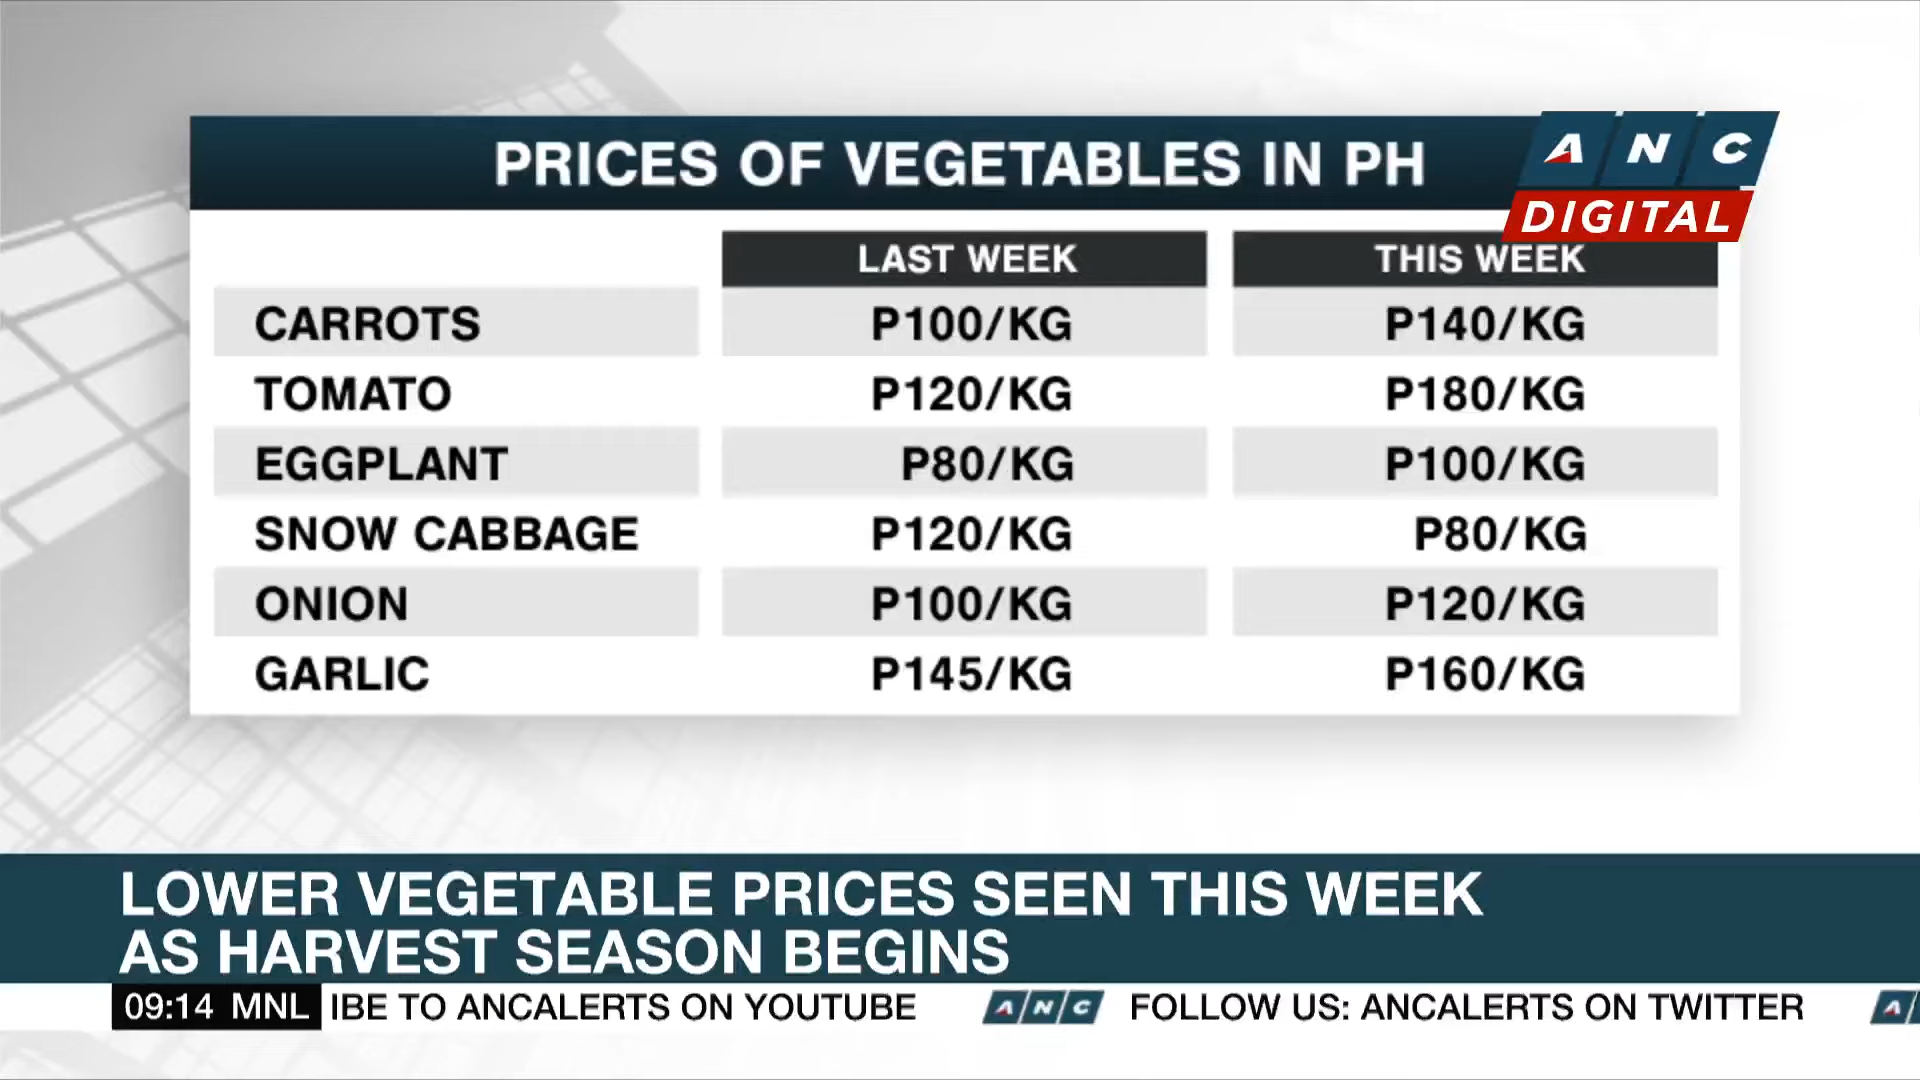 PRICES OF VEGETABLES IN PH
ANC
DIGITAL
LAST WEEK THIS WEEK
CARROTS P100/KG P140/KG
TOMATO P120/KG P180/KG
EGGPLANT P80/KG P100/KG
SNOW CABBAGE P120/KG P80/KG
ONION P100/KG P120/KG
GARLIC P145/KG P160/KG
LOWER VEGETABLE PRICES SEEN THIS WEEK
AS HARVEST SEASON BEGINS
09:14 MNL IBE TO ANCALERTS ON YOUTUBE ANC FOLLOW US: ANCALERTS ON TWITTER A